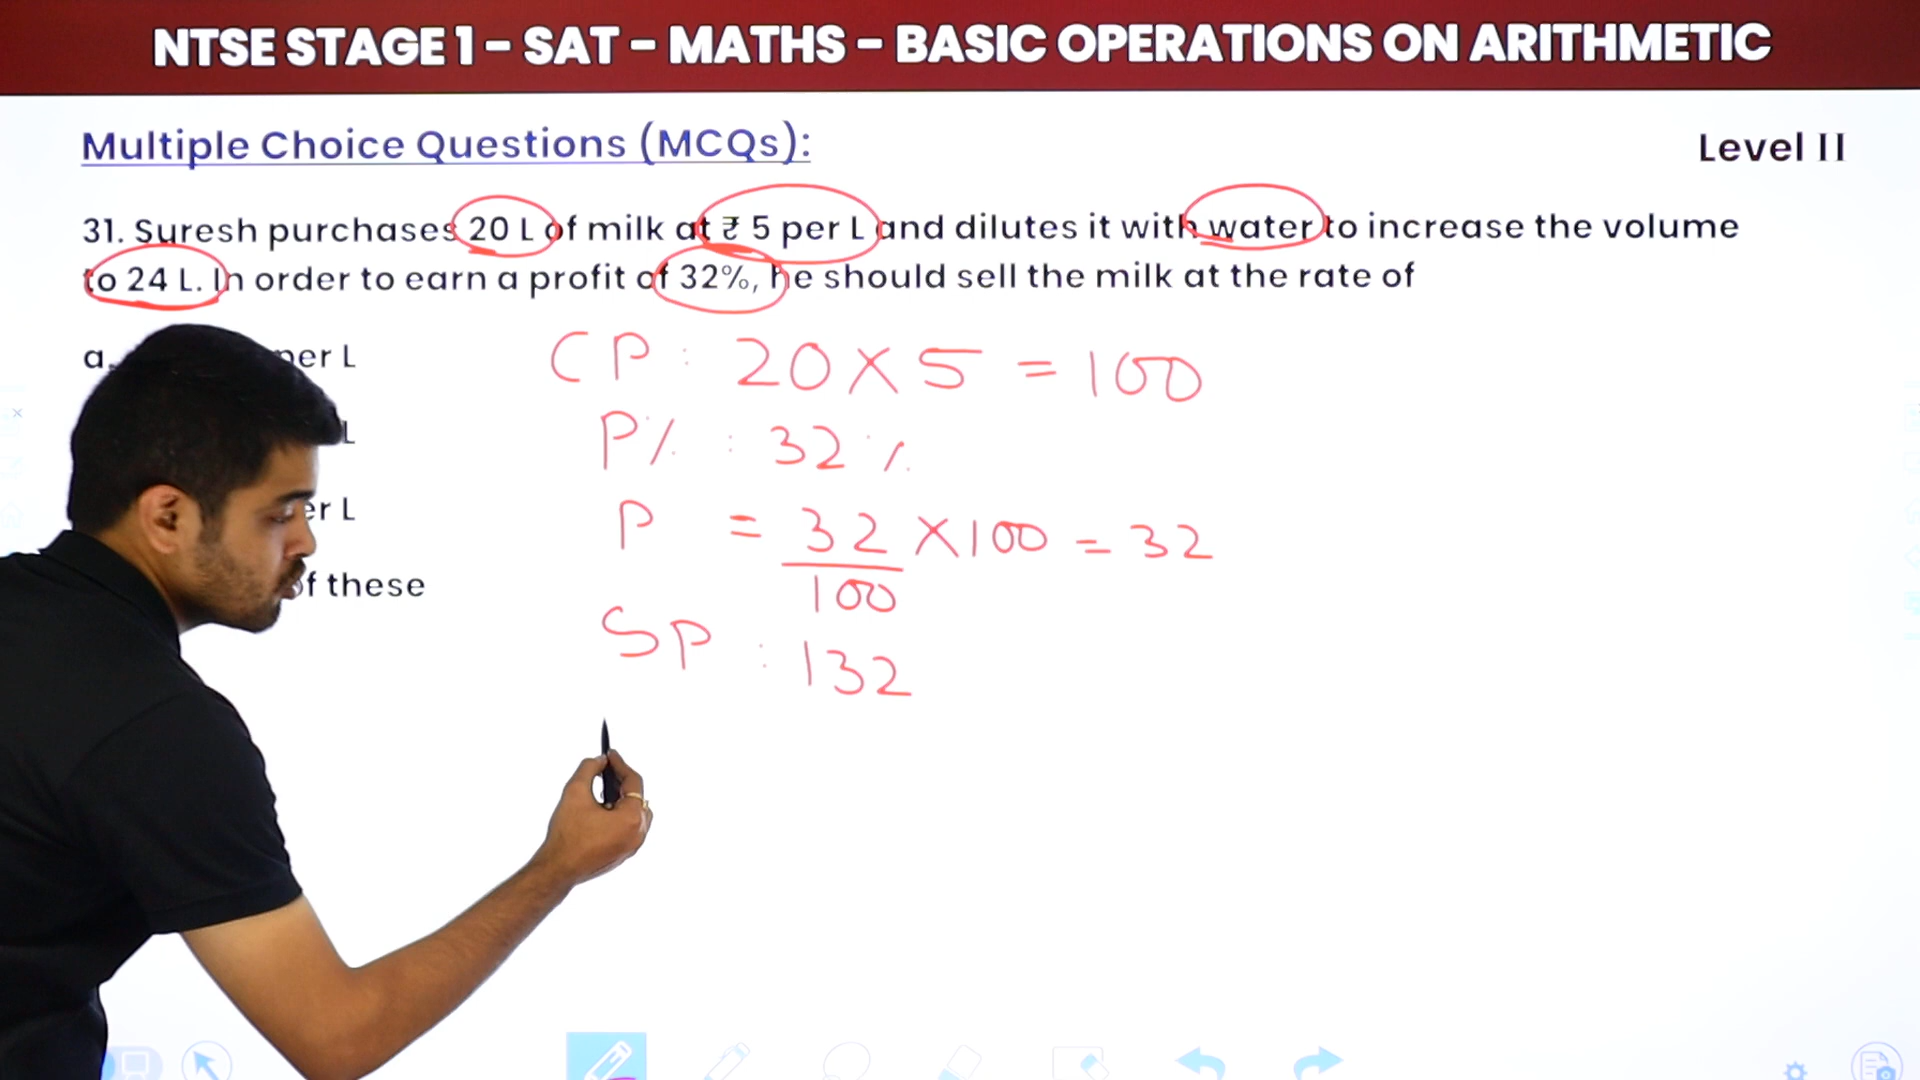 NTSE STAGE 1 – SAT – MATHS – BASIC OPERATIONS ON ARITHMETIC
Multiple Choice Questions (MCQs):
Level II
31. Suresh purchases 20 L of milk at ₹ 5 per L and dilutes it with water to increase the volume
to 24 L. In order to earn a profit of 32%, he should sell the milk at the rate of
a. per L
L
er L
of these
CP : 20 × 5 = 100
P% : 32 %
P = 32/100 × 100 = 32
SP : 132